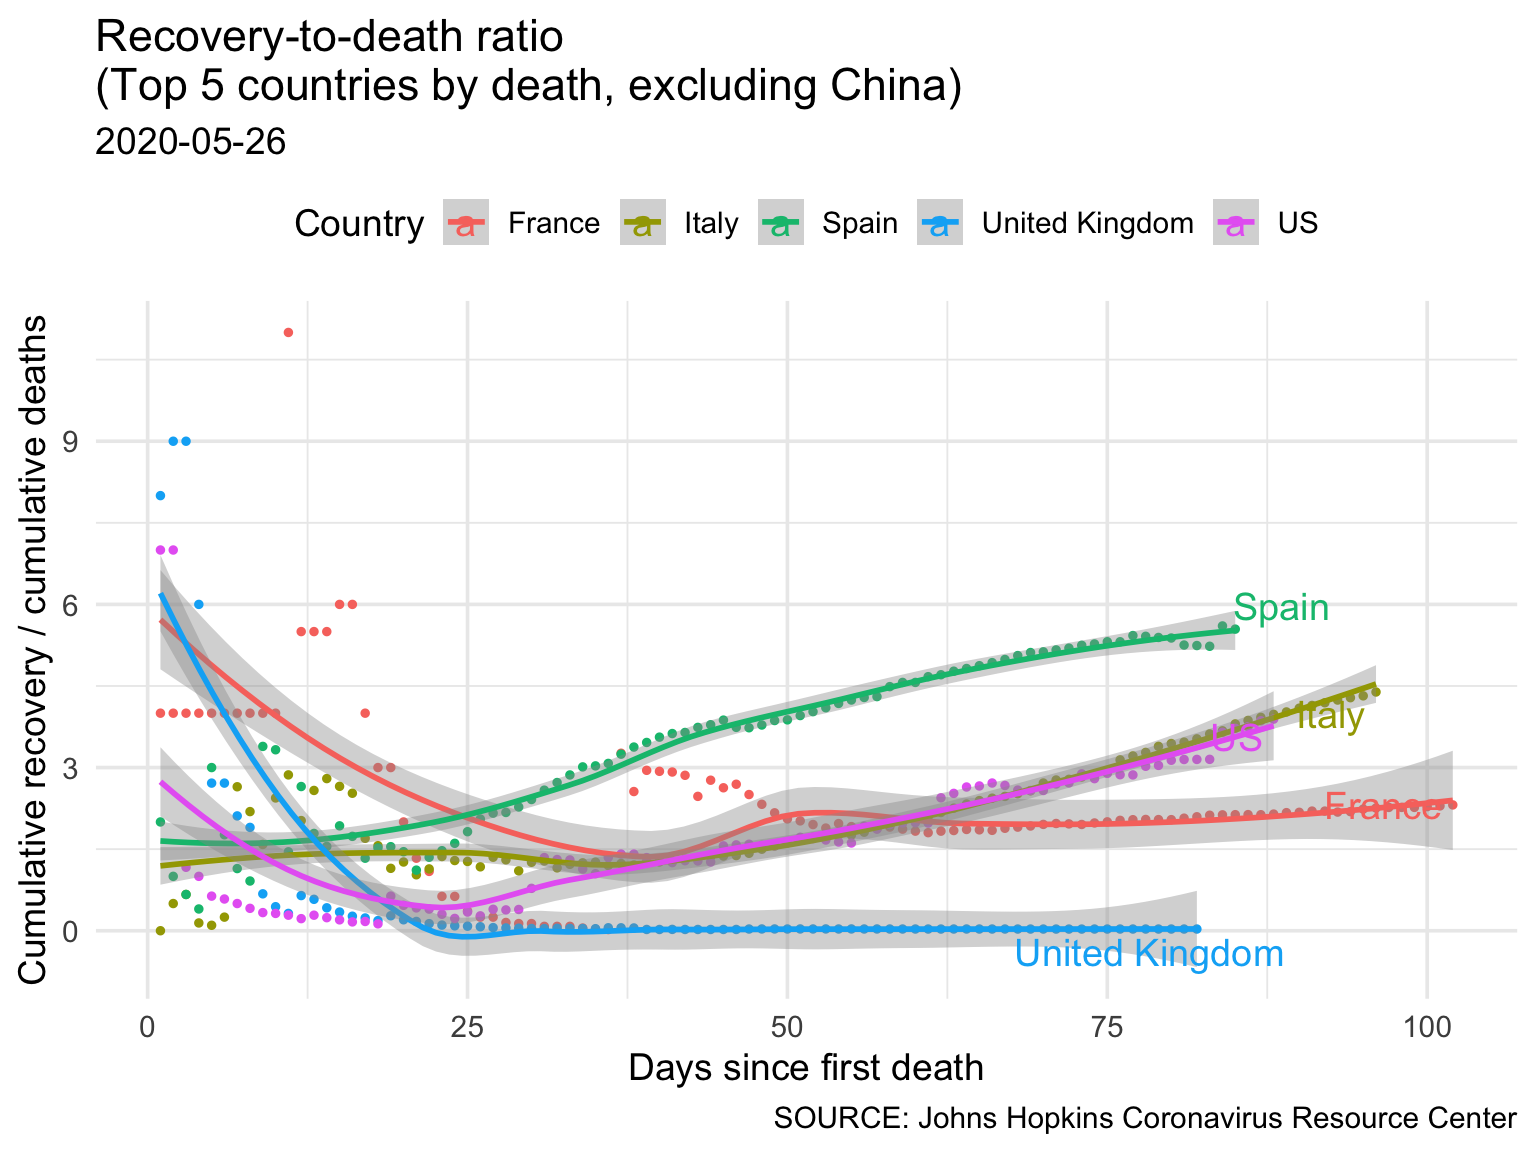 Recovery-to-death ratio
(Top 5 countries by death, excluding China)
2020-05-26
Country a France a Italy a Spain a United Kingdom a US
Cumulative recovery / cumulative deaths
9
6
3
0
Spain
Italy
US
France
United Kingdom
0 25 50 75 100
Days since first death
SOURCE: Johns Hopkins Coronavirus Resource Center